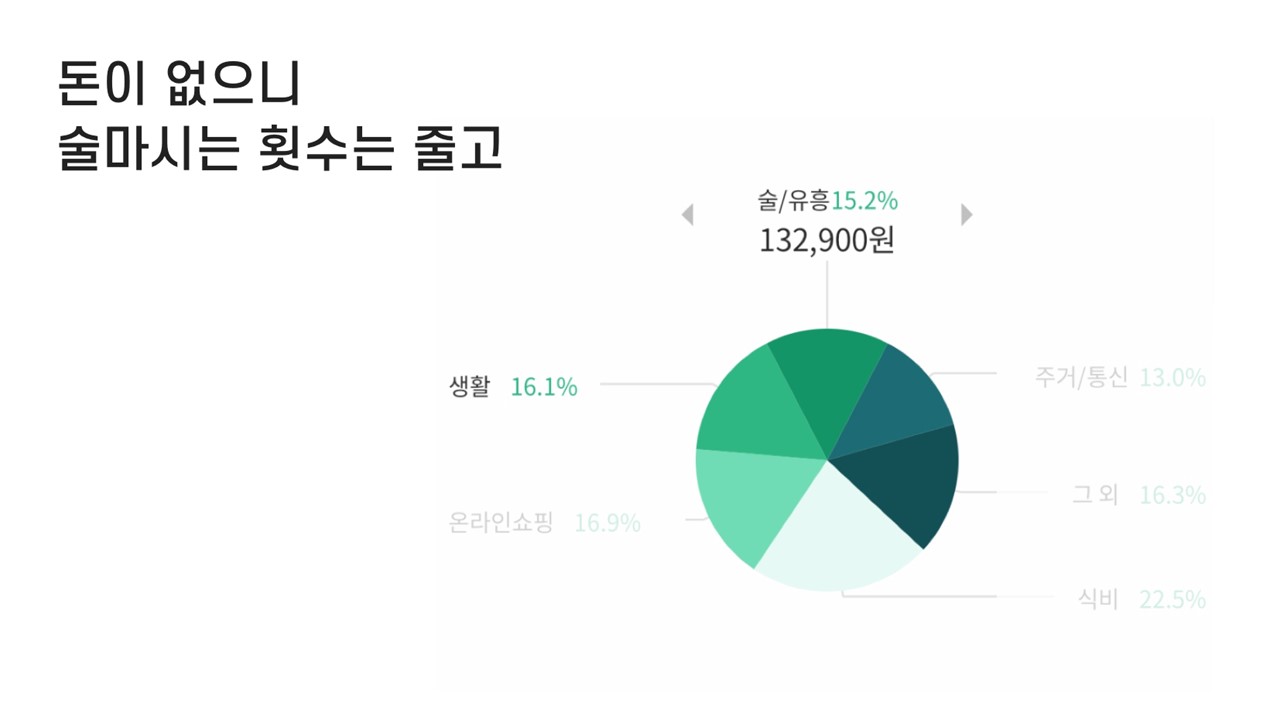 돈이 없으니
술마시는 횟수는 줄고
술/유흥15.2%
132,900원
생활 16.1%
주거/통신 13.0%
그 외 16.3%
온라인쇼핑 16.9%
식비 22.5%